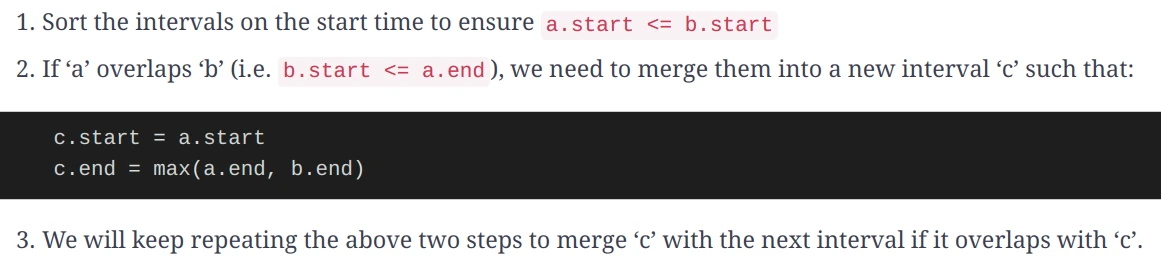 1. Sort the intervals on the start time to ensure a.start <= b.start
2. If ‘a’ overlaps ‘b’ (i.e. b.start <= a.end), we need to merge them into a new interval ‘c’ such that:
c.start = a.start
c.end = max(a.end, b.end)
3. We will keep repeating the above two steps to merge ‘c’ with the next interval if it overlaps with ‘c’.